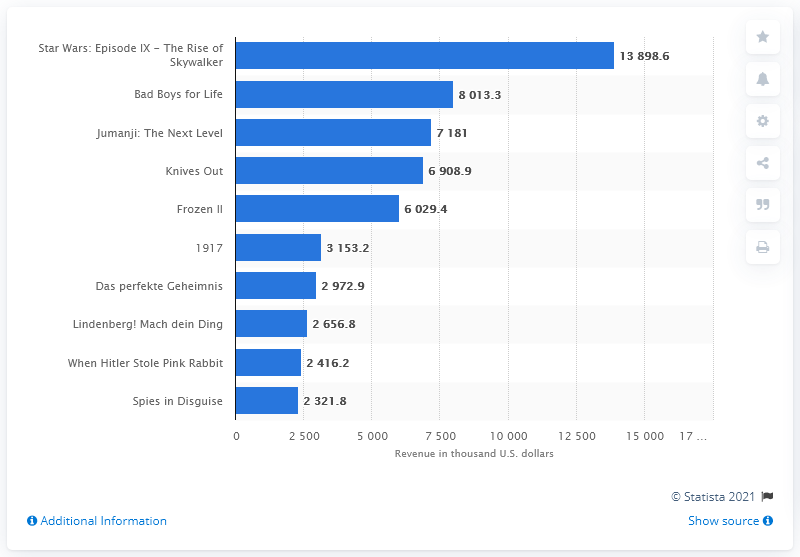 Star Wars: Episode IX – The Rise of
Skywalker
13 898.6
Bad Boys for Life
8 013.3
Jumanji: The Next Level
7 181
Knives Out
6 908.9
Frozen II
6 029.4
1917
3 153.2
Das perfekte Geheimnis
2 972.9
Lindenberg! Mach dein Ding
2 656.8
When Hitler Stole Pink Rabbit
2 416.2
Spies in Disguise
2 321.8
0 2 500 5 000 7 500 10 000 12 500 15 000 17 ...
Revenue in thousand U.S. dollars
© Statista 2021
Additional Information
Show source